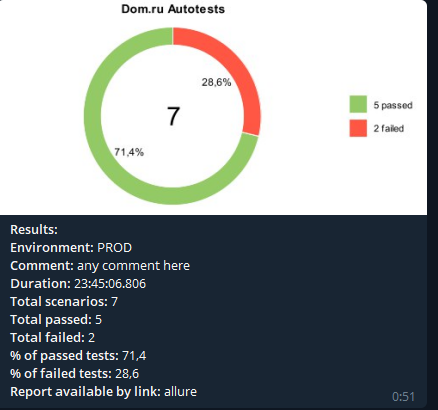 Dom.ru Autotests
28,6%
7
71,4%
5 passed
2 failed
Results:
Environment: PROD
Comment: any comment here
Duration: 23:45:06.806
Total scenarios: 7
Total passed: 5
Total failed: 2
% of passed tests: 71,4
% of failed tests: 28,6
Report available by link: allure
0:51